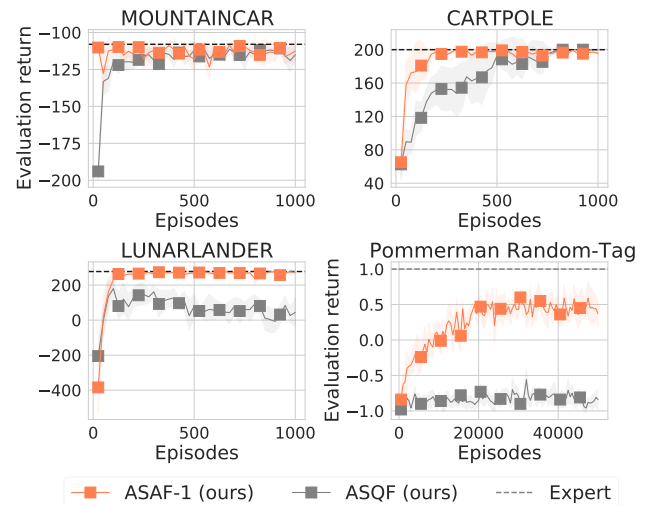 MOUNTAINCAR
Evaluation return
−100
−125
−150
−175
−200
0 500 1000
Episodes
CARTPOLE
200
160
120
80
40
0 500 1000
Episodes
LUNARLANDER
Evaluation return
200
0
−200
−400
0 500 1000
Episodes
Pommerman Random-Tag
Evaluation return
1.0
0.5
0.0
−0.5
−1.0
0 20000 40000
Episodes
ASAF-1 (ours) ASQF (ours) Expert